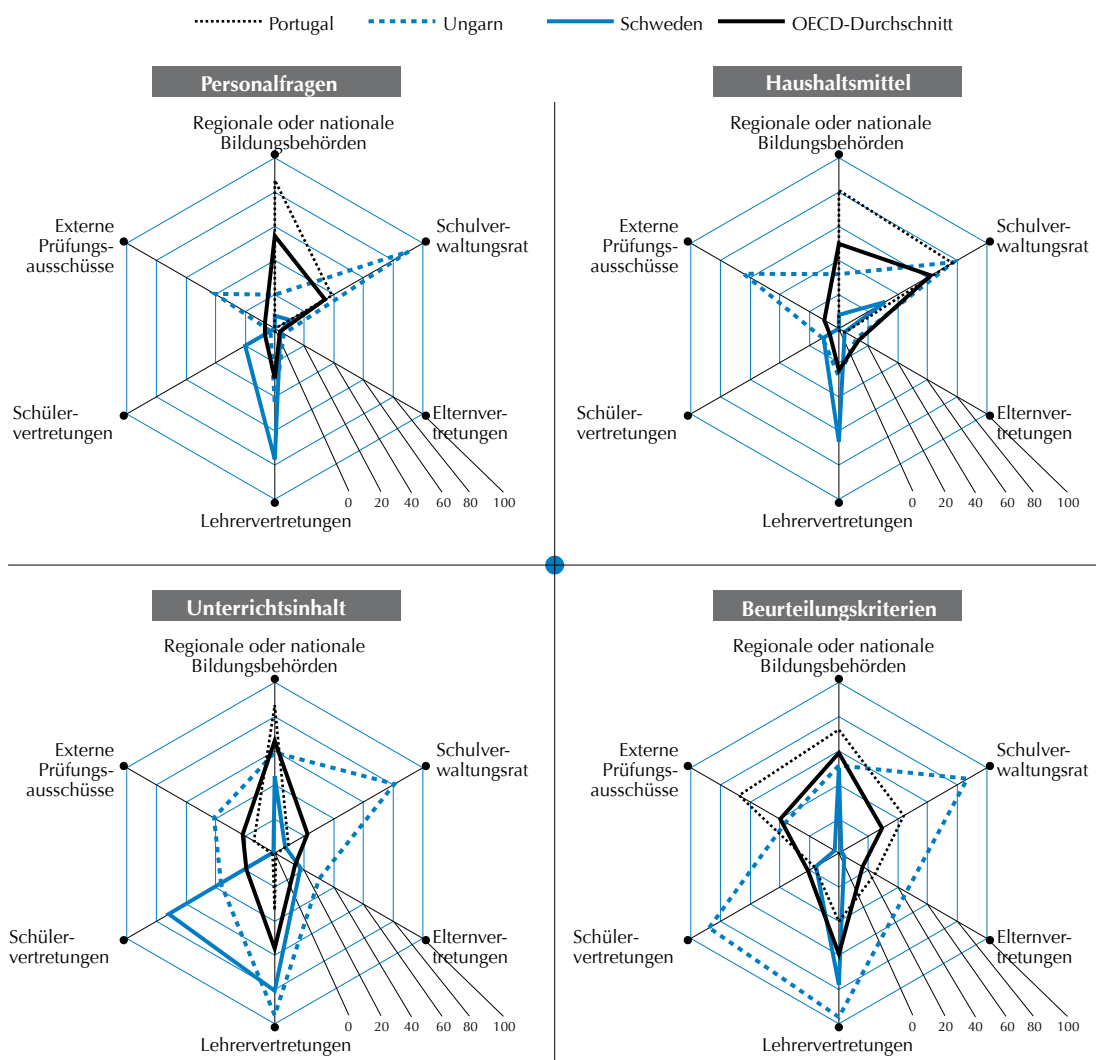 Portugal Ungarn Schweden OECD-Durchschnitt
Personalfragen
Regionale oder nationale
Bildungsbehörden
Externe
Prüfungs-
ausschüsse
Schulver-
waltungsrat
Schüler-
vertretungen
Elternver-
tretungen
0 20 40 60 80 100
Lehrervertretungen
Haushaltsmittel
Regionale oder nationale
Bildungsbehörden
Externe
Prüfungs-
ausschüsse
Schulver-
waltungsrat
Schüler-
vertretungen
Elternver-
tretungen
0 20 40 60 80 100
Lehrervertretungen
Unterrichtsinhalt
Regionale oder nationale
Bildungsbehörden
Externe
Prüfungs-
ausschüsse
Schulver-
waltungsrat
Schüler-
vertretungen
Elternver-
tretungen
0 20 40 60 80 100
Lehrervertretungen
Beurteilungskriterien
Regionale oder nationale
Bildungsbehörden
Externe
Prüfungs-
ausschüsse
Schulver-
waltungsrat
Schüler-
vertretungen
Elternver-
tretungen
0 20 40 60 80 100
Lehrervertretungen